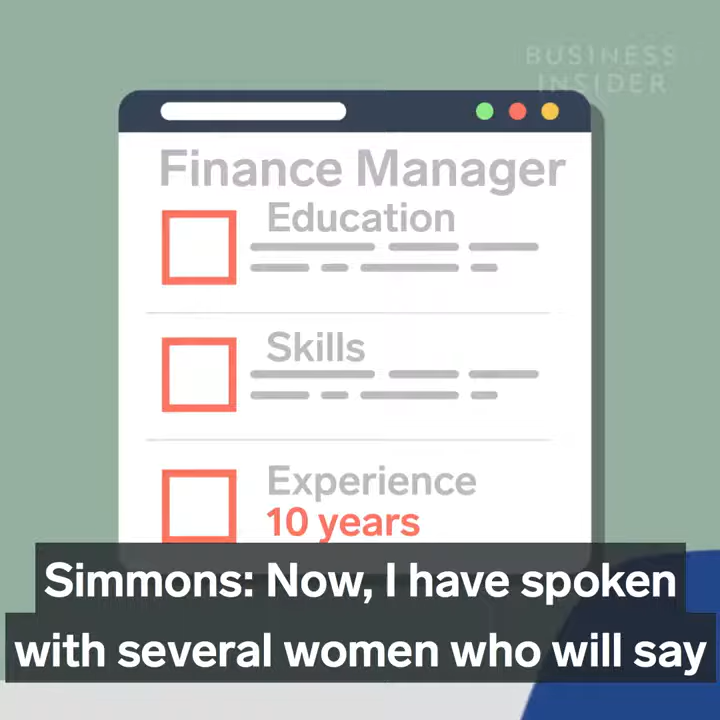 BUSINESS
INSIDER
Finance Manager
Education
Skills
Experience
10 years
Simmons: Now, I have spoken
with several women who will say